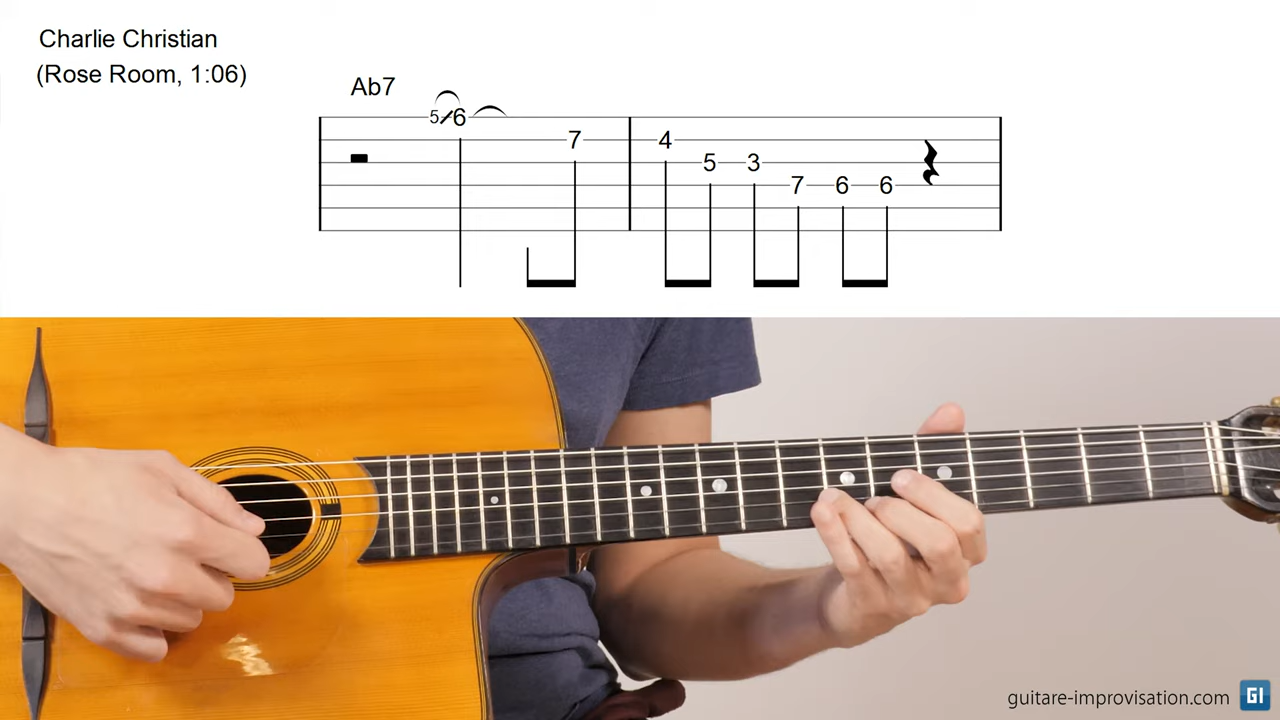 Charlie Christian
(Rose Room, 1:06)
Ab7
5 6 7 4 5 3 7 6 6
guitare-improvisation.com GI